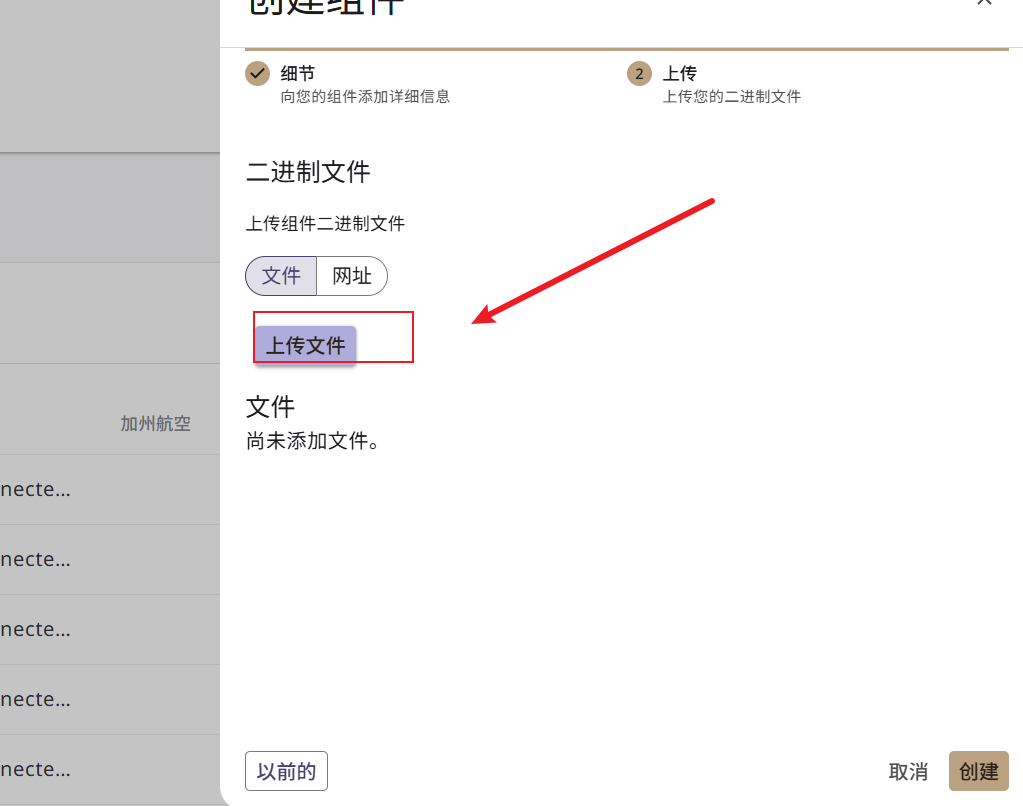 创建组件
细节
向您的组件添加详细信息
2
上传
上传您的二进制文件
二进制文件
上传组件二进制文件
文件
网址
上传文件
文件
尚未添加文件。
加州航空
necte...
necte...
necte...
necte...
necte...
以前的
取消
创建